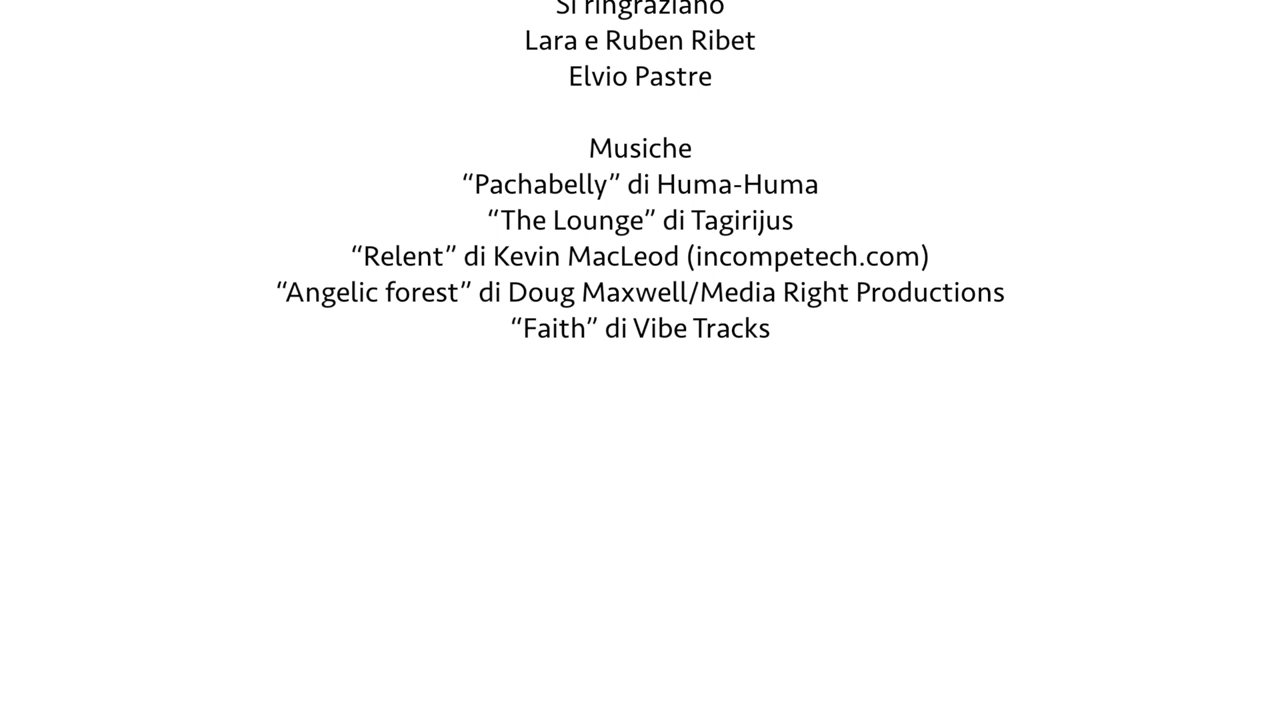 Si ringraziano
Lara e Ruben Ribet
Elvio Pastre
Musiche
“Pachabelly” di Huma-Huma
“The Lounge” di Tagirijus
“Relent” di Kevin MacLeod (incompetech.com)
“Angelic forest” di Doug Maxwell/Media Right Productions
“Faith” di Vibe Tracks